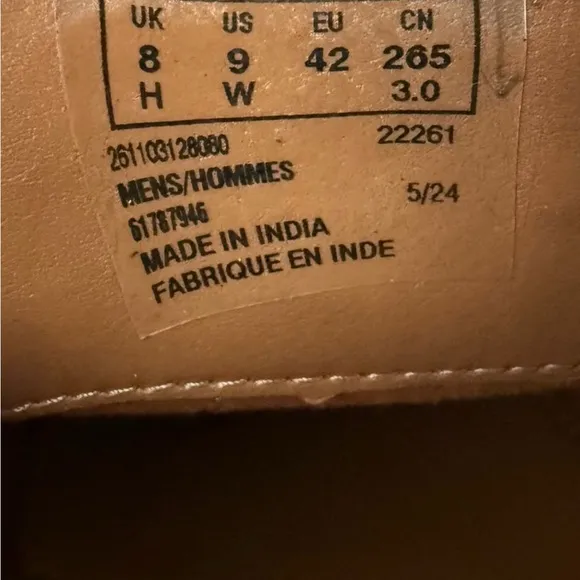 UK US EU CN
8 9 42 265
H W 3.0
261103128080 22261
MENS/HOMMES
61787946 5/24
MADE IN INDIA
FABRIQUE EN INDE